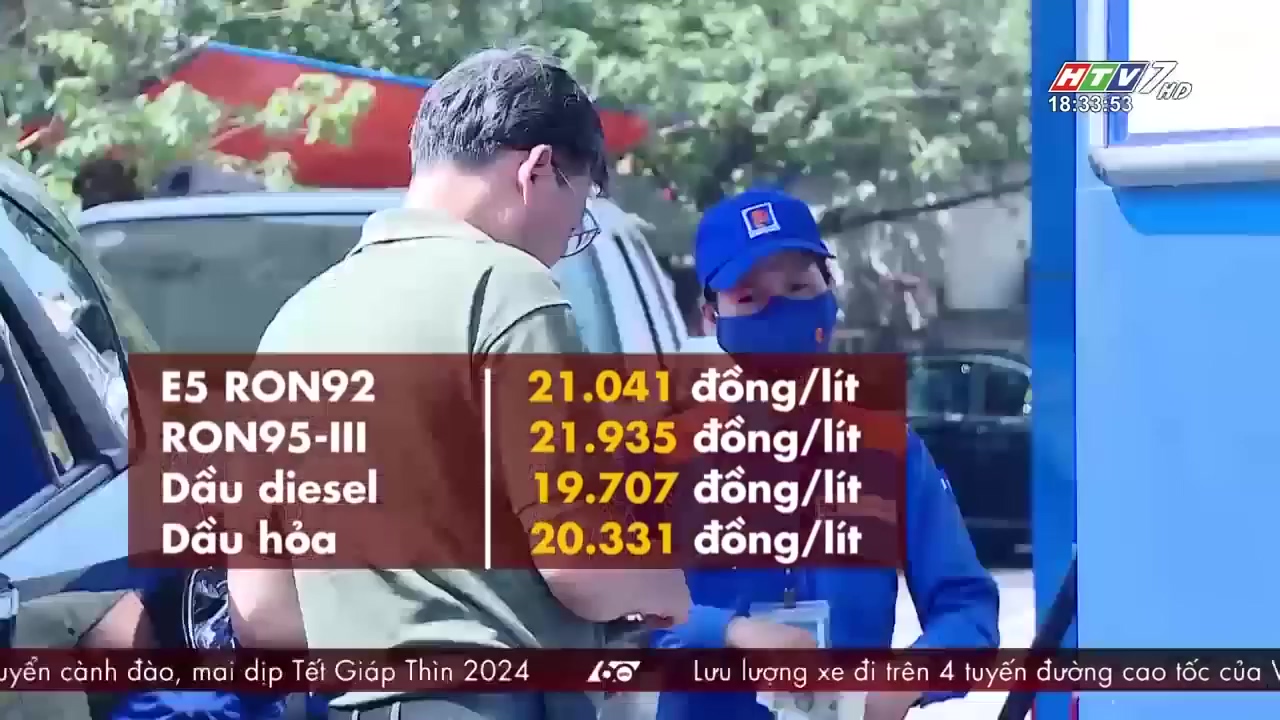 HTV7 HD
18:33:53
E5 RON92 21.041 đồng/lít
RON95-III 21.935 đồng/lít
Dầu diesel 19.707 đồng/lít
Dầu hỏa 20.331 đồng/lít
uyển cành đào, mai dịp Tết Giáp Thìn 2024 60 Lưu lượng xe đi trên 4 tuyến đường cao tốc của V